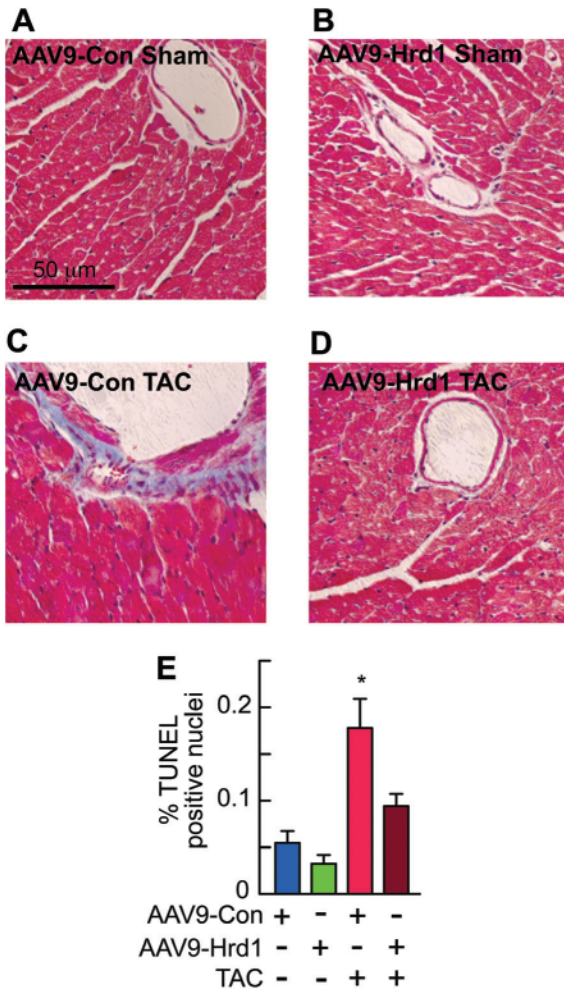 A
B
AAV9-Con Sham
AAV9-Hrd1 Sham
50 μm
C
D
AAV9-Con TAC
AAV9-Hrd1 TAC
E
*
% TUNEL
positive nuclei
0.2
0.1
0
AAV9-Con + - + -
AAV9-Hrd1 - + - +
TAC - - + +